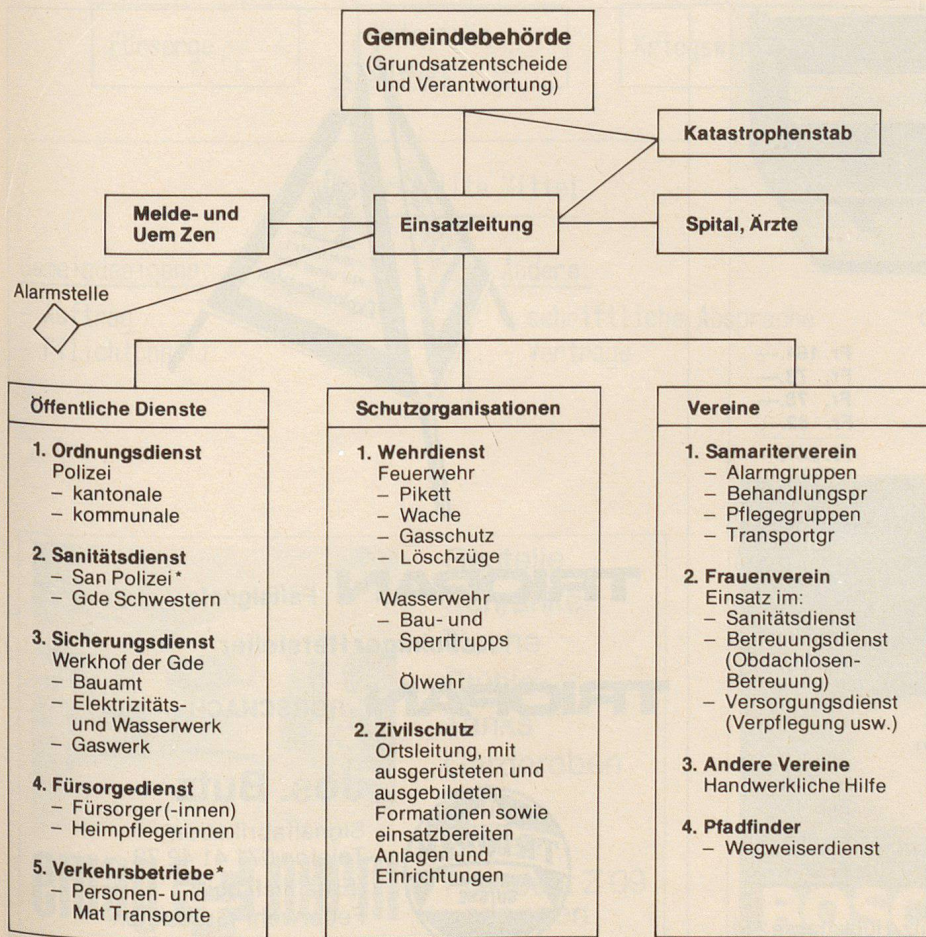 Gemeindebehörde
(Grundsatzentscheide
und Verantwortung)
Katastrophenstab
Melde- und
Uem Zen
Einsatzleitung
Spital, Ärzte
Alarmstelle
Öffentliche Dienste
1. Ordnungsdienst
Polizei
– kantonale
– kommunale
2. Sanitätsdienst
– San Polizei*
– Gde Schwestern
3. Sicherungsdienst
Werkhof der Gde
– Bauamt
– Elektrizitäts-
und Wasserwerk
– Gaswerk
4. Fürsorgedienst
– Fürsorger(-innen)
– Heimpflegerinnen
5. Verkehrsbetriebe*
– Personen- und
Mat Transporte
Schutzorganisationen
1. Wehrdienst
Feuerwehr
– Pikett
– Wache
– Gasschutz
– Löschzüge
Wasserwehr
– Bau- und
Sperrtrupps
Ölwehr
2. Zivilschutz
Ortsleitung, mit
ausgerüsteten und
ausgebildeten
Formationen sowie
einsatzbereiten
Anlagen und
Einrichtungen
Vereine
1. Samariterverein
– Alarmgruppen
– Behandlungspr
– Pflegegruppen
– Transportgr
2. Frauenverein
Einsatz im:
– Sanitätsdienst
– Betreuungsdienst
(Obdachlosen-
Betreuung)
– Versorgungsdienst
(Verpflegung usw.)
3. Andere Vereine
Handwerkliche Hilfe
4. Pfadfinder
– Wegweiserdienst